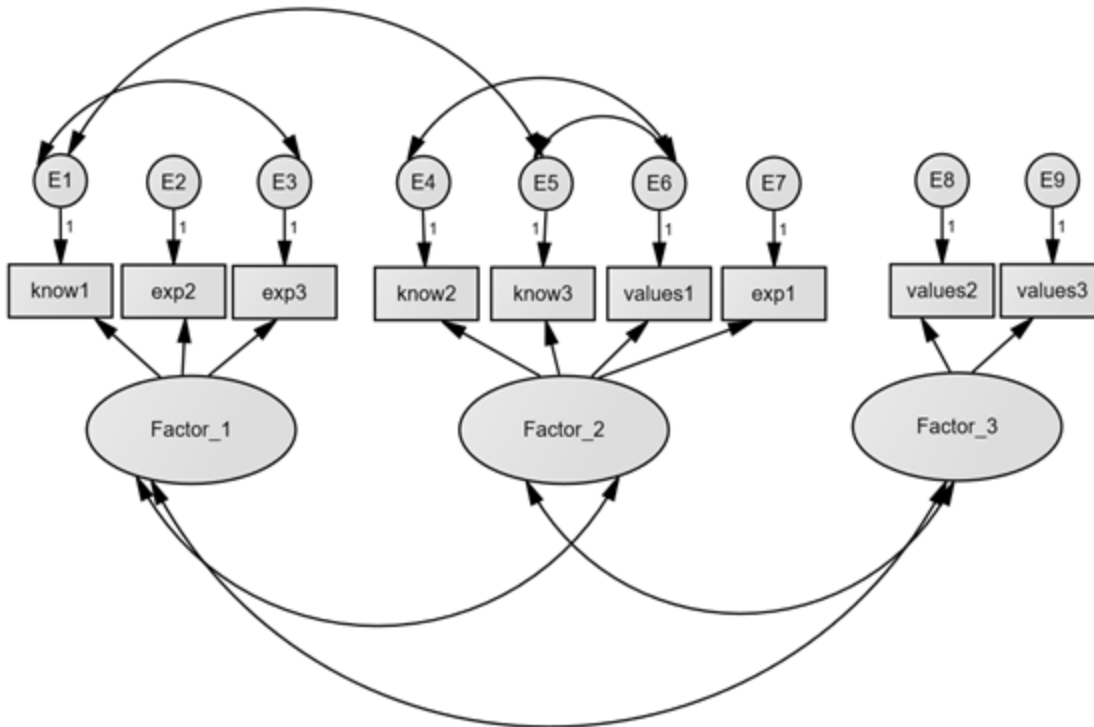 E1 E2 E3 E4 E5 E6 E7 E8 E9
1 1 1 1 1 1 1 1 1
know1 exp2 exp3 know2 know3 values1 exp1 values2 values3
Factor_1 Factor_2 Factor_3